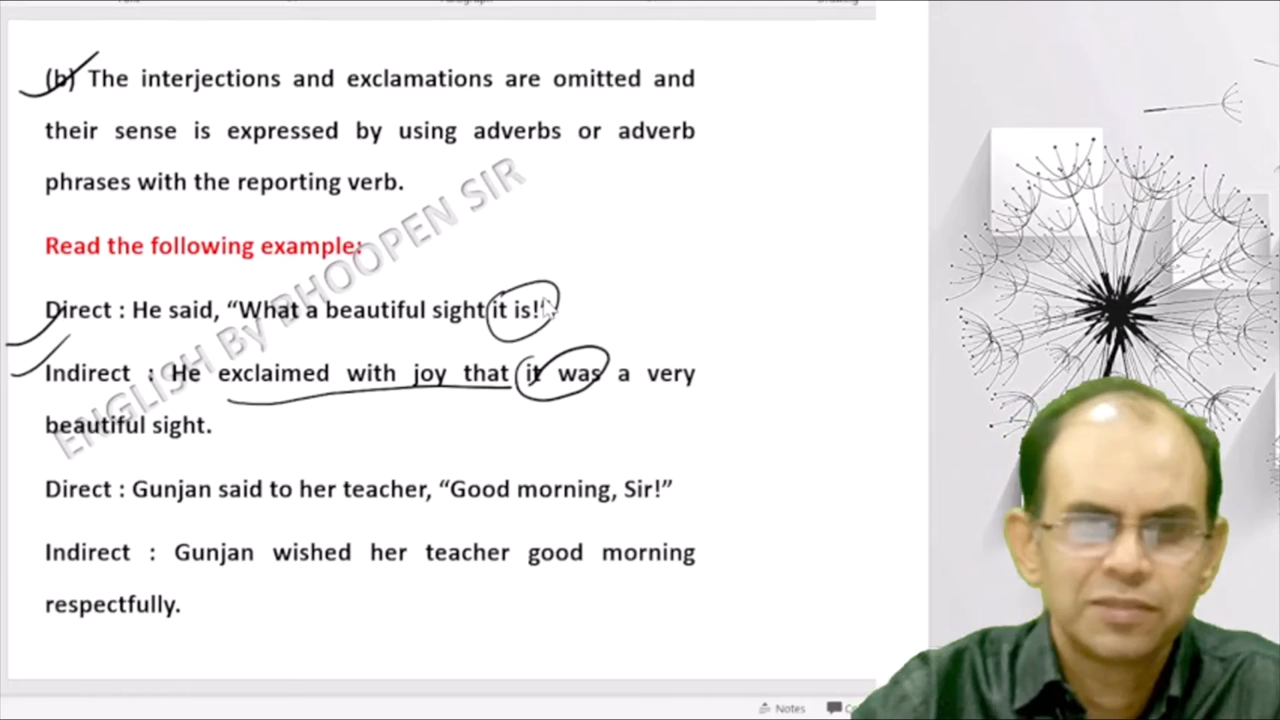 (b) The interjections and exclamations are omitted and
their sense is expressed by using adverbs or adverb
phrases with the reporting verb.
Read the following example:
Direct : He said, “What a beautiful sight it is!”
Indirect : He exclaimed with joy that it was a very
beautiful sight.
Direct : Gunjan said to her teacher, “Good morning, Sir!”
Indirect : Gunjan wished her teacher good morning
respectfully.
ENGLISH By BHOOPEN SIR
Notes